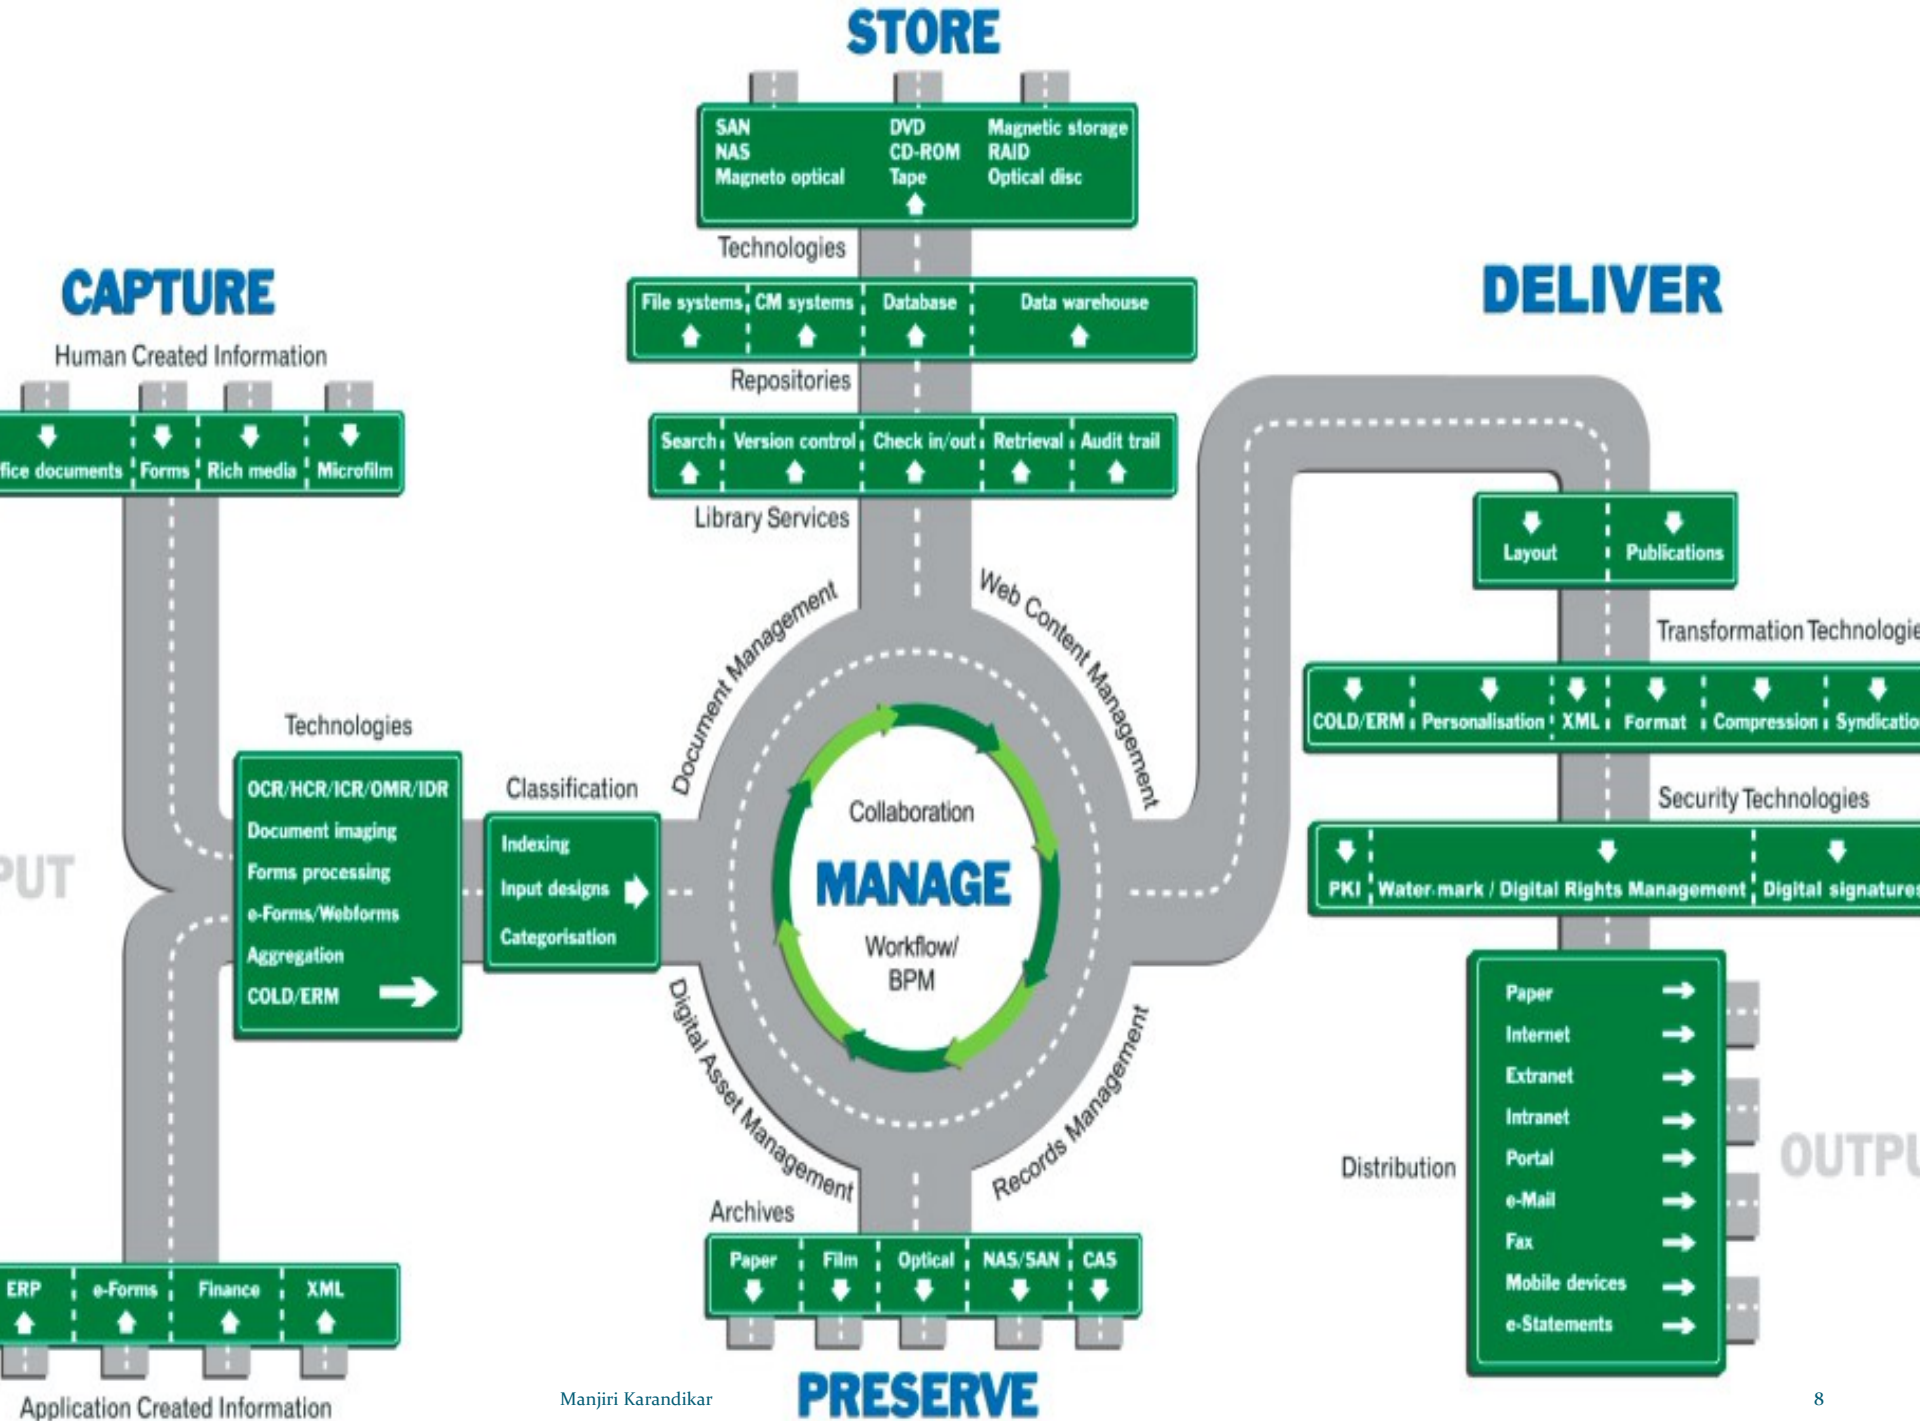 STORE
SAN
NAS
Magneto optical
DVD
CD-ROM
Tape
Magnetic storage
RAID
Optical disc
Technologies
File systems
CM systems
Database
Data warehouse
Repositories
Search
Version control
Check in/out
Retrieval
Audit trail
Library Services
CAPTURE
Human Created Information
fice documents
Forms
Rich media
Microfilm
PUT
Technologies
OCR/HCR/ICR/OMR/IDR
Document imaging
Forms processing
e-Forms/Webforms
Aggregation
COLD/ERM
Classification
Indexing
Input designs
Categorisation
ERP
e-Forms
Finance
XML
Application Created Information
Document Management
Web Content Management
Digital Asset Management
Records Management
Collaboration
MANAGE
Workflow/
BPM
Archives
Paper
Film
Optical
NAS/SAN
CAS
PRESERVE
DELIVER
Layout
Publications
Transformation Technologie
COLD/ERM
Personalisation
XML
Format
Compression
Syndicatio
Security Technologies
PKI
Water mark / Digital Rights Management
Digital signatures
Distribution
Paper
Internet
Extranet
Intranet
Portal
e-Mail
Fax
Mobile devices
e-Statements
OUTPU
Manjiri Karandikar
8